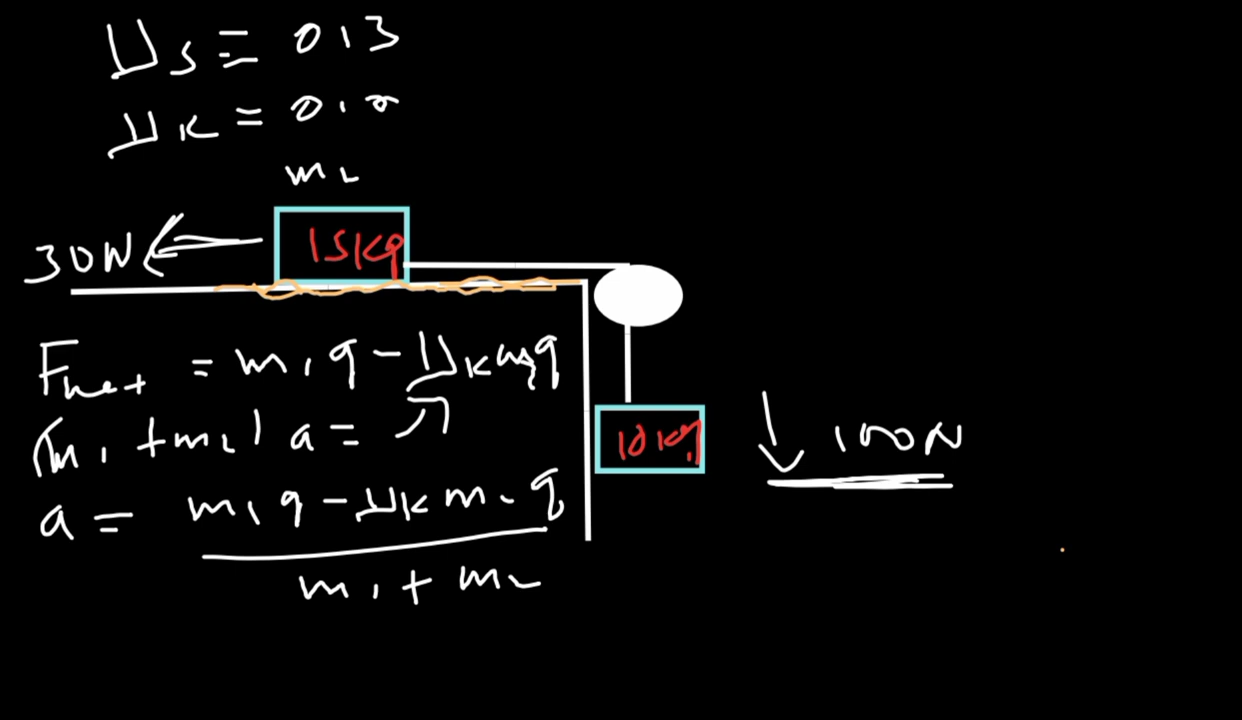 μs = 0.3
μk = 0.2
m2
30N
15kg
Fnet = m1g - μkm2g
(m1 + m2) a =
10kg
100N
a = m1g - μkm2g
m1 + m2